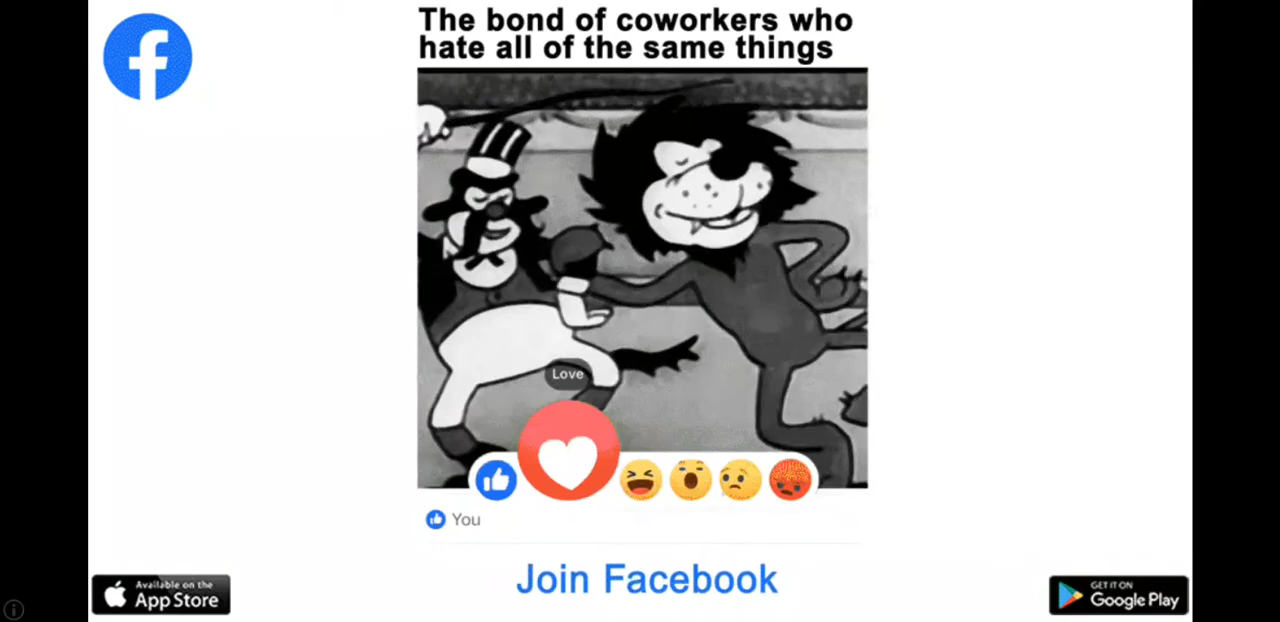 The bond of coworkers who
hate all of the same things
Love
You
Join Facebook
Available on the
App Store
GET IT ON
Google Play